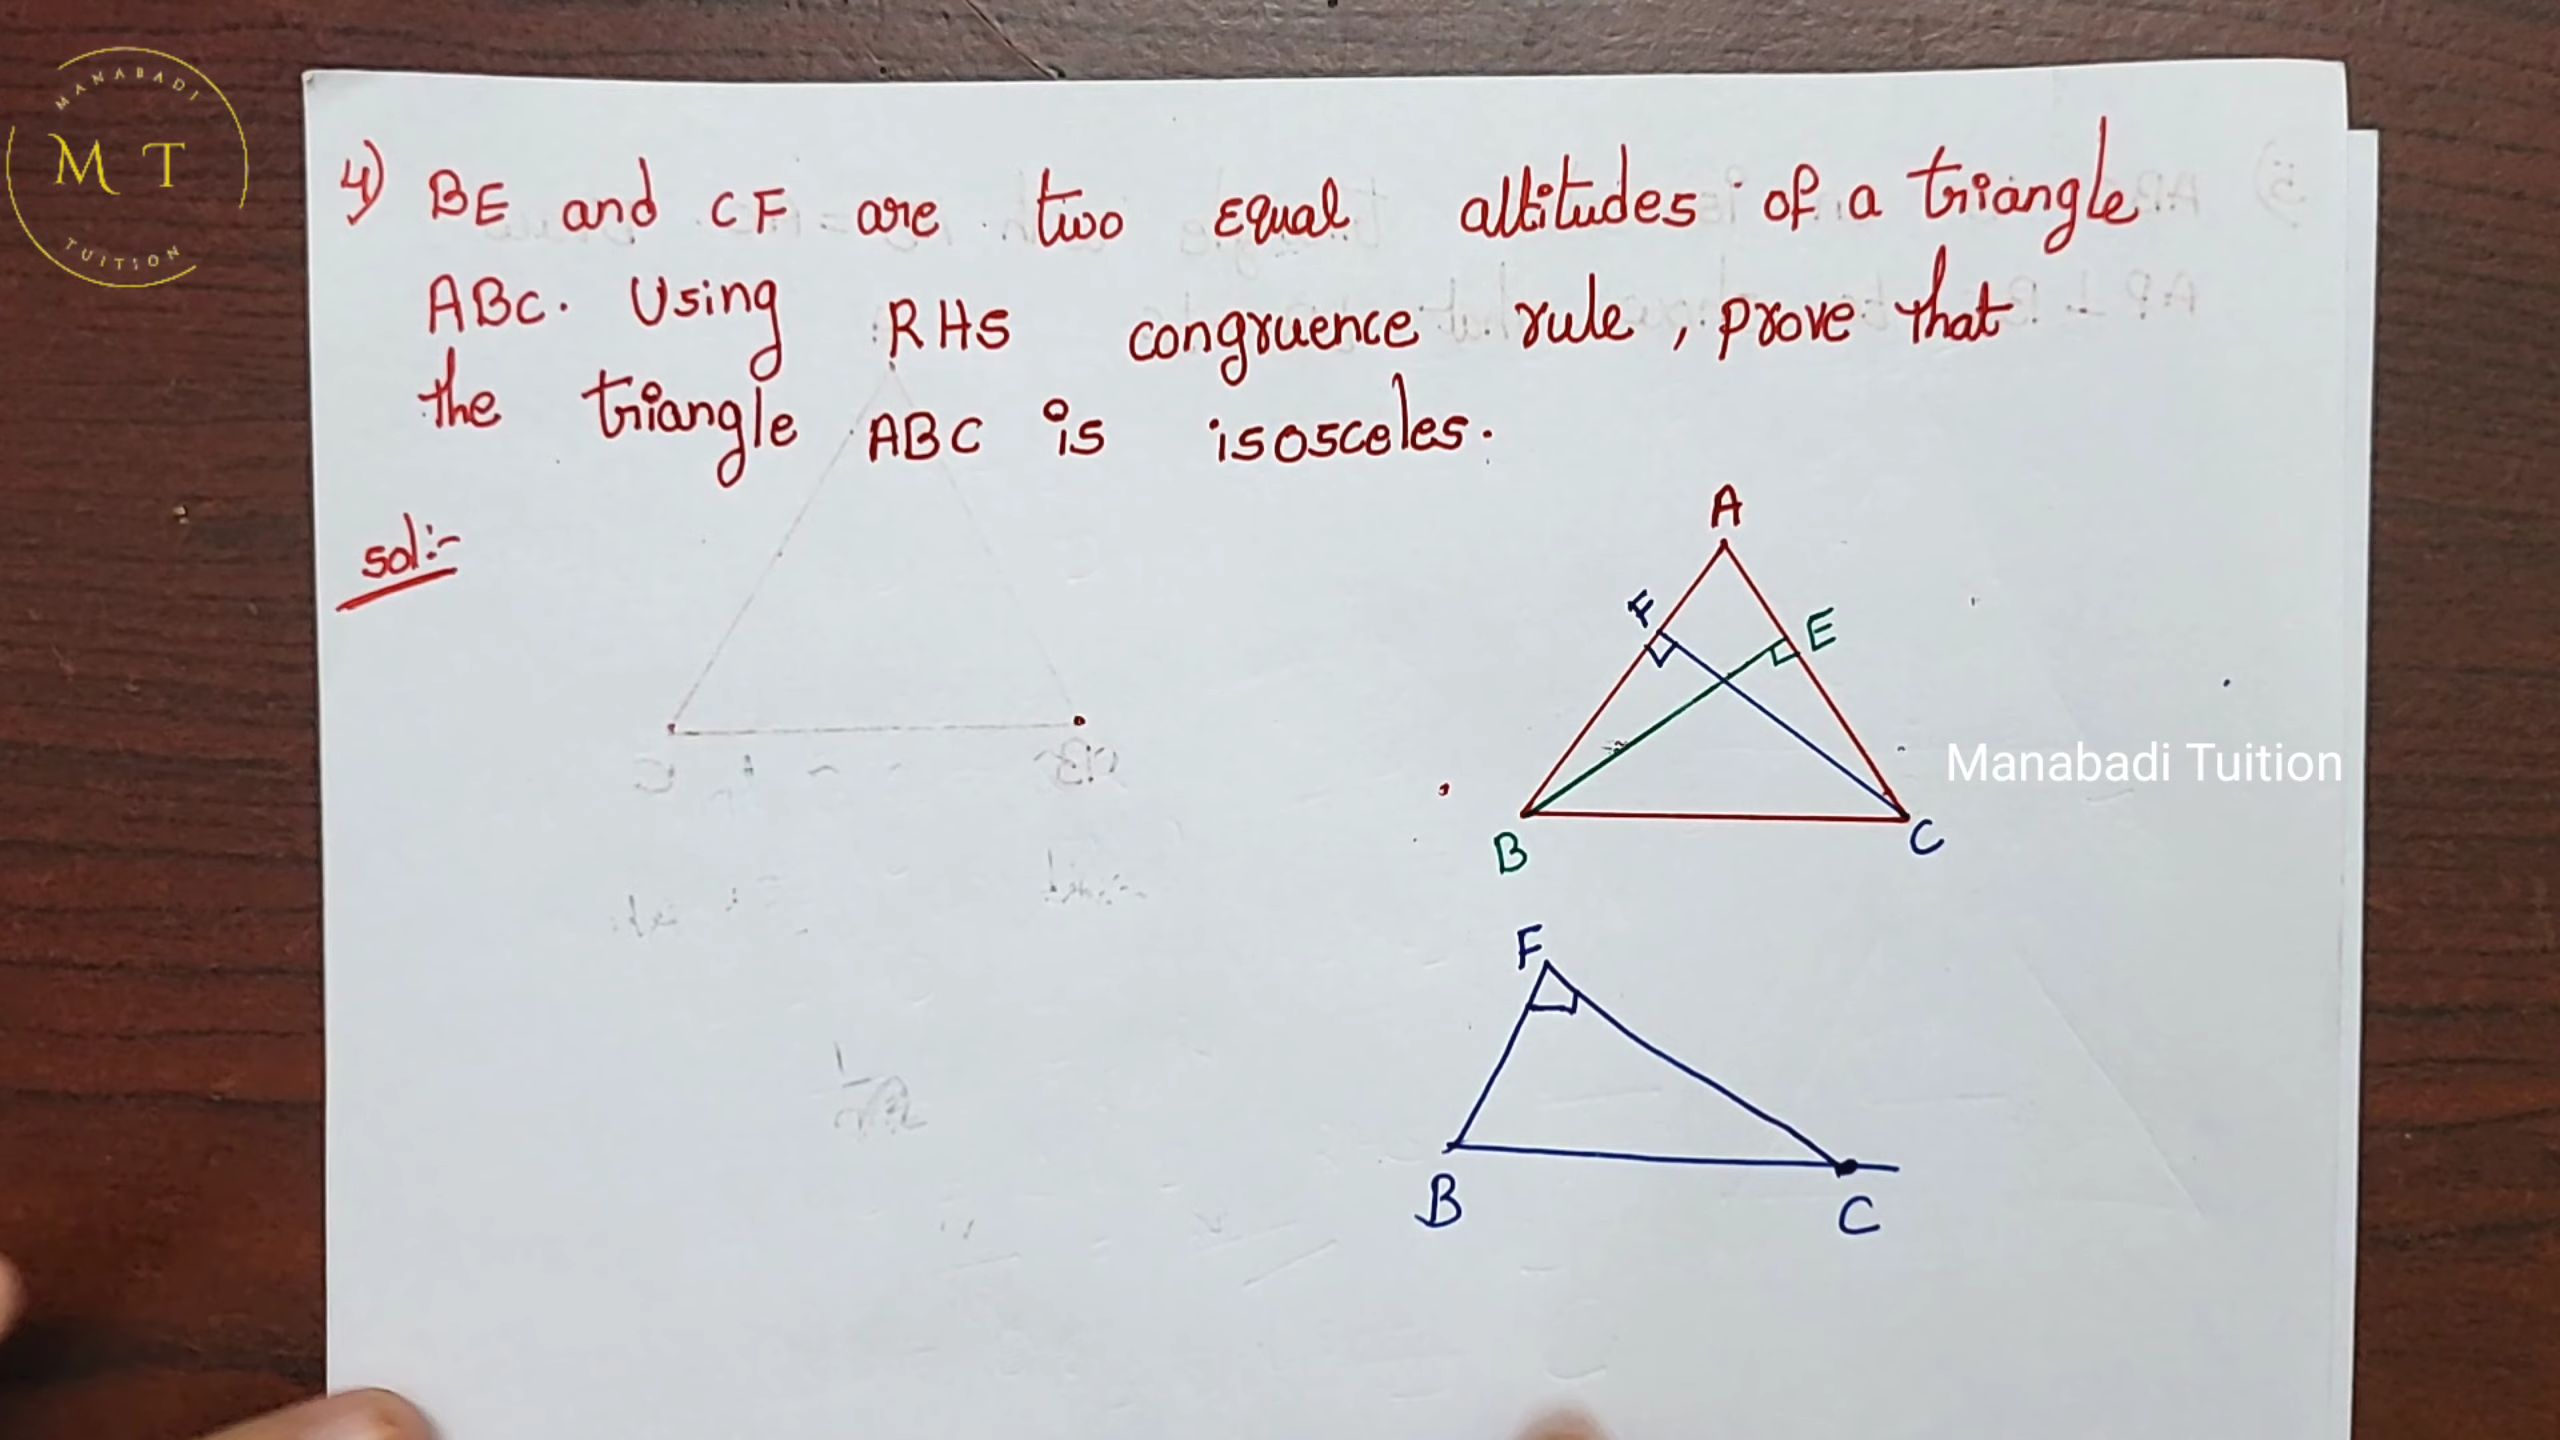 MANABADI
M T
TUITION
4) BE and CF are two equal altitudes of a triangle
ABC. Using RHS congruence rule, prove that
the triangle ABC is isosceles.
sol:-
A
F
E
B
C
Manabadi Tuition
F
B
C